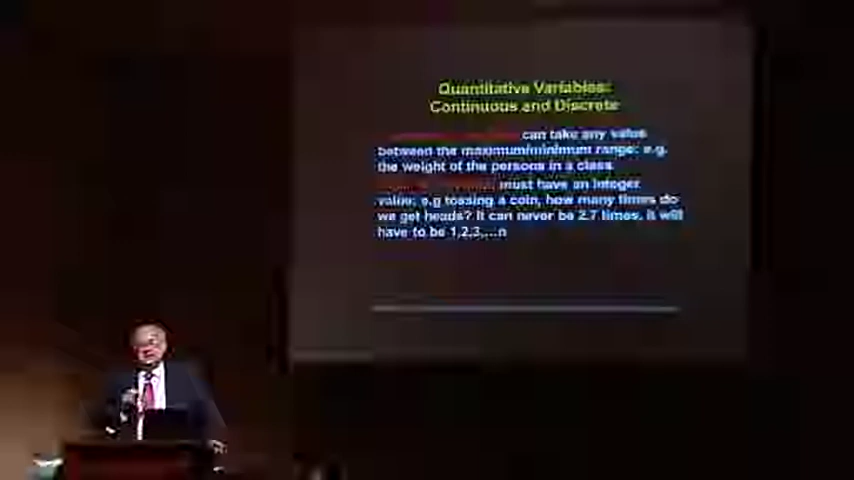 Quantitative Variables:
Continuous and Discrete
can take any value
between the maximum/minimum range: e.g.
the weight of the persons in a class
must have an integer
value: e.g tossing a coin, how many times do
we get heads? It can never be 2.7 times, it will
have to be 1,2,3,...n